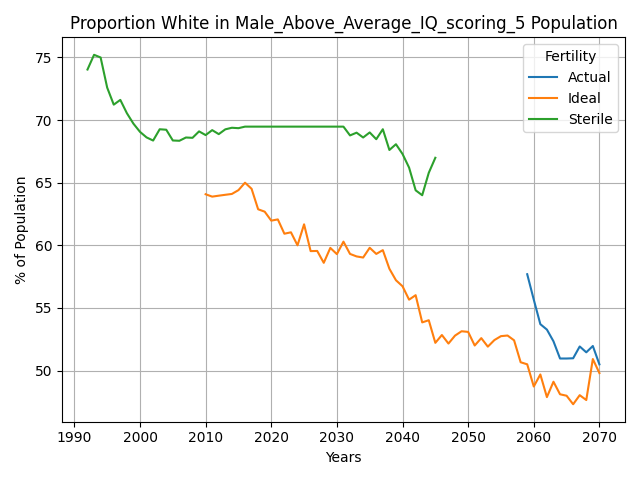 Proportion White in Male_Above_Average_IQ_scoring_5 Population
Fertility
Actual
Ideal
Sterile
% of Population
75
70
65
60
55
50
1990 2000 2010 2020 2030 2040 2050 2060 2070
Years